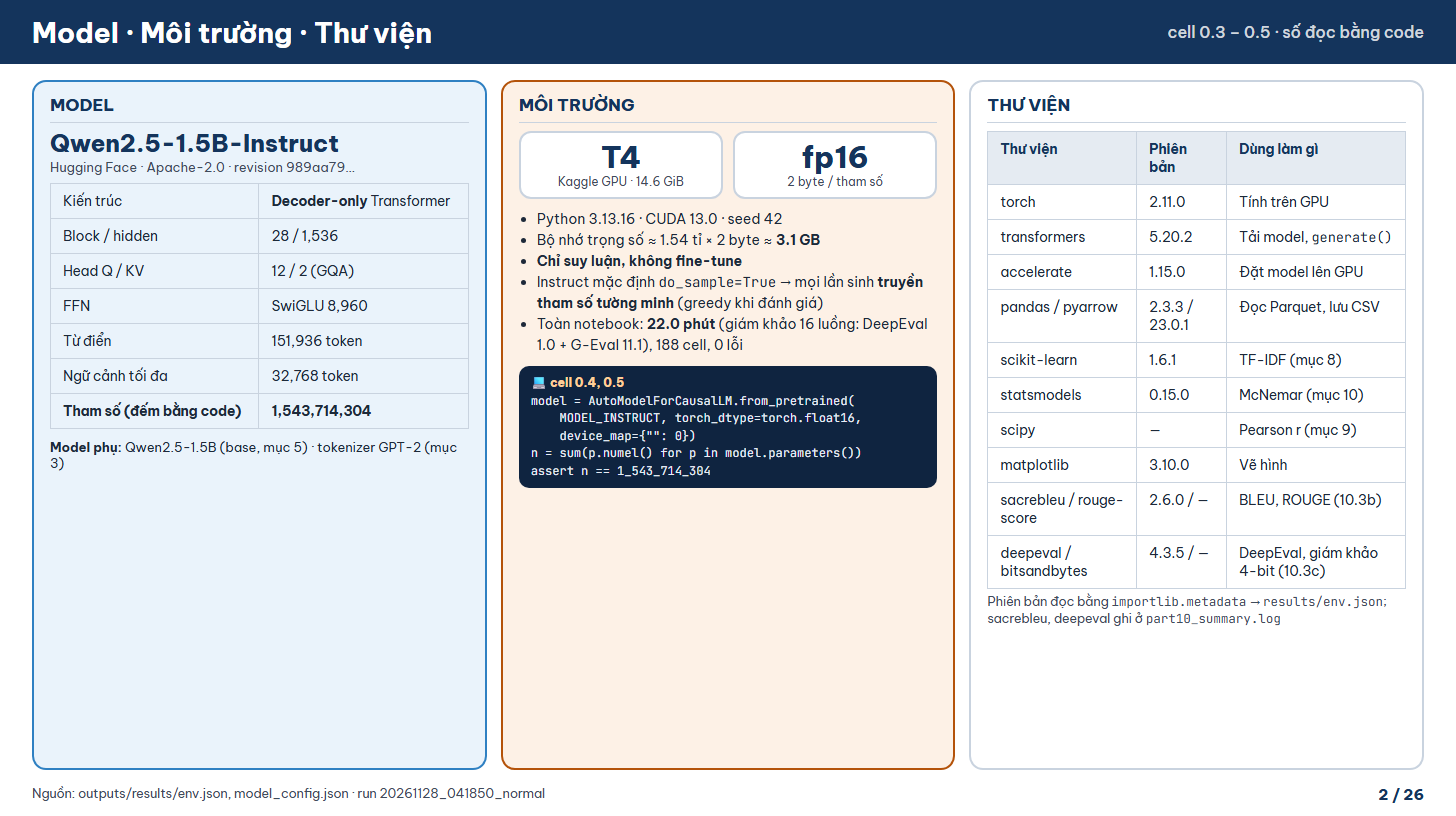 Model · Môi trường · Thư viện
cell 0.3 – 0.5 · số đọc bằng code
MODEL
Qwen2.5-1.5B-Instruct
Hugging Face · Apache-2.0 · revision 989aa79…
Kiến trúc
Decoder-only Transformer
Block / hidden
28 / 1,536
Head Q / KV
12 / 2 (GQA)
FFN
SwiGLU 8,960
Từ điển
151,936 token
Ngữ cảnh tối đa
32,768 token
Tham số (đếm bằng code)
1,543,714,304
Model phụ: Qwen2.5-1.5B (base, mục 5) · tokenizer GPT-2 (mục
3)
MÔI TRƯỜNG
T4
Kaggle GPU · 14.6 GiB
fp16
2 byte / tham số
• Python 3.13.16 · CUDA 13.0 · seed 42
• Bộ nhớ trọng số ≈ 1.54 tỉ × 2 byte ≈ 3.1 GB
• Chỉ suy luận, không fine-tune
• Instruct mặc định do_sample=True → mọi lần sinh truyền
tham số tường minh (greedy khi đánh giá)
• Toàn notebook: 22.0 phút (giám khảo 16 luồng: DeepEval
1.0 + G-Eval 11.1), 188 cell, 0 lỗi
💻 cell 0.4, 0.5
model = AutoModelForCausalLM.from_pretrained(
    MODEL_INSTRUCT, torch_dtype=torch.float16,
    device_map={"": 0})
n = sum(p.numel() for p in model.parameters())
assert n == 1_543_714_304
THƯ VIỆN
Thư viện
Phiên
bản
Dùng làm gì
torch
2.11.0
Tính trên GPU
transformers
5.20.2
Tải model, generate()
accelerate
1.15.0
Đặt model lên GPU
pandas / pyarrow
2.3.3 /
23.0.1
Đọc Parquet, lưu CSV
scikit-learn
1.6.1
TF-IDF (mục 8)
statsmodels
0.15.0
McNemar (mục 10)
scipy
—
Pearson r (mục 9)
matplotlib
3.10.0
Vẽ hình
sacrebleu / rouge-
score
2.6.0 / —
BLEU, ROUGE (10.3b)
deepeval /
bitsandbytes
4.3.5 / —
DeepEval, giám khảo
4-bit (10.3c)
Phiên bản đọc bằng importlib.metadata → results/env.json;
sacrebleu, deepeval ghi ở part10_summary.log
Nguồn: outputs/results/env.json, model_config.json · run 20261128_041850_normal
2 / 26